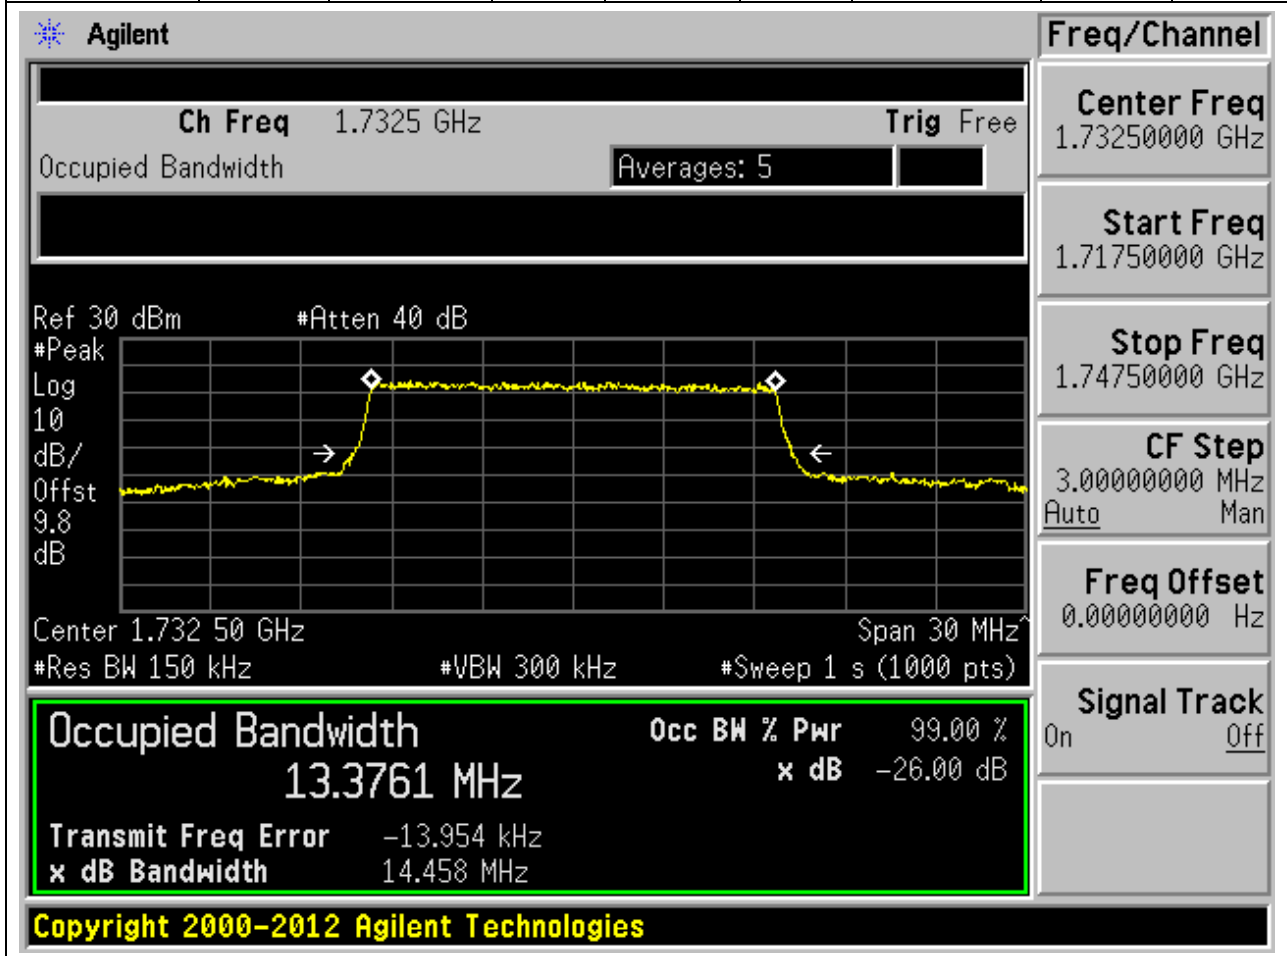 Agilent
Freq/Channel
Ch Freq 1.7325 GHz Trig Free
Occupied Bandwidth Averages: 5
Center Freq
1.73250000 GHz
Start Freq
1.71750000 GHz
Stop Freq
1.74750000 GHz
CF Step
3.00000000 MHz
Auto Man
Freq Offset
0.00000000 Hz
Signal Track
On Off
Ref 30 dBm #Atten 40 dB
#Peak
Log
10
dB/
Offst
9.8
dB
Center 1.732 50 GHz Span 30 MHz^
#Res BW 150 kHz #VBW 300 kHz #Sweep 1 s (1000 pts)
Occupied Bandwidth Occ BW % Pwr 99.00 %
13.3761 MHz x dB -26.00 dB
Transmit Freq Error -13.954 kHz
x dB Bandwidth 14.458 MHz
Copyright 2000-2012 Agilent Technologies